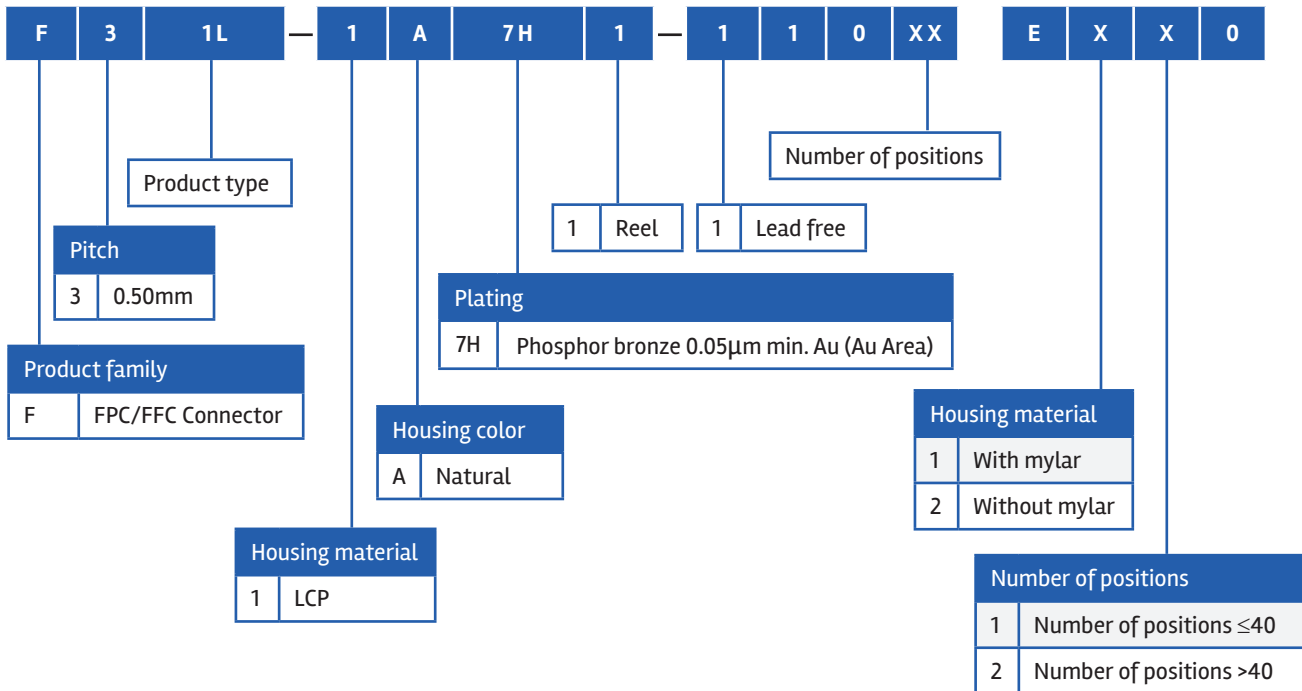 F 3 1L — 1 A 7H 1 — 1 1 0 XX E X X 0
Number of positions
Product type
1 Reel
1 Lead free
Pitch
3 0.50mm
Plating
7H Phosphor bronze 0.05µm min. Au (Au Area)
Product family
F FPC/FFC Connector
Housing color
A Natural
Housing material
1 With mylar
2 Without mylar
Housing material
1 LCP
Number of positions
1 Number of positions ≤40
2 Number of positions >40